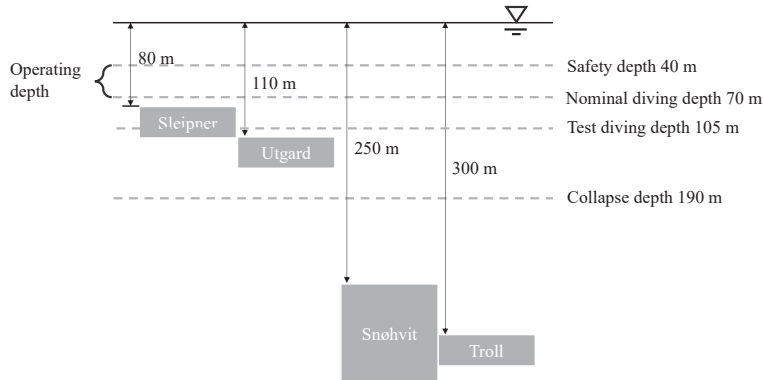 80 m
Safety depth 40 m
Operating
depth
110 m
Nominal diving depth 70 m
Sleipner
Test diving depth 105 m
Utgard
250 m
300 m
Collapse depth 190 m
Snøhvit
Troll